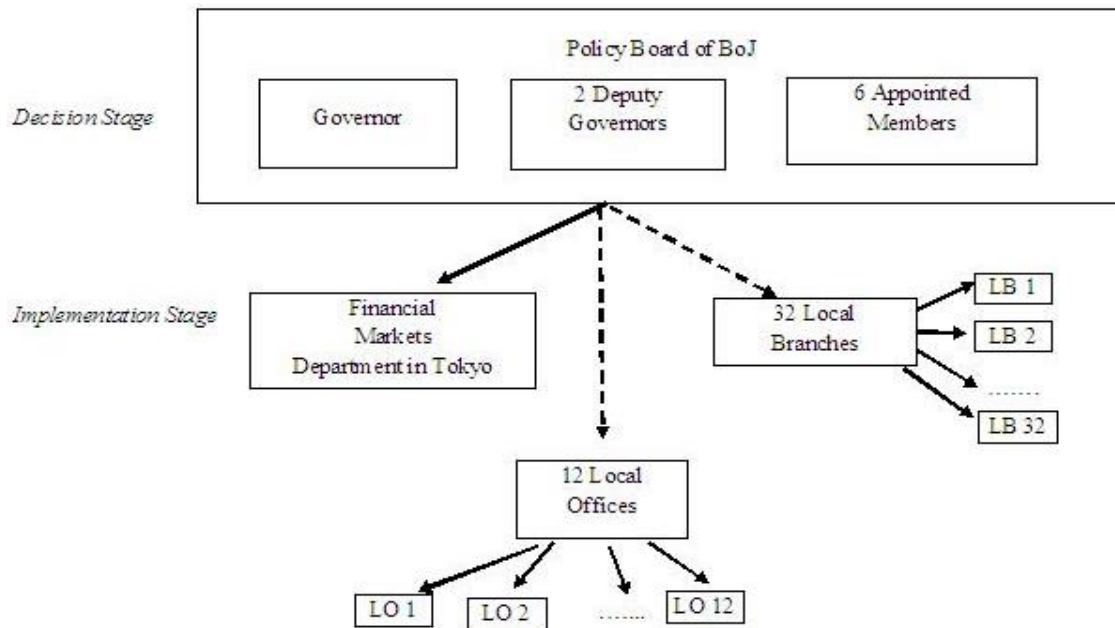 Policy Board of BoJ
Decision Stage
Governor
2 Deputy
Governors
6 Appointed
Members
Implementation Stage
Financial
Markets
Department in Tokyo
32 Local
Branches
LB 1
LB 2
........
LB 32
12 Local
Offices
LO 1
LO 2
........
LO 12